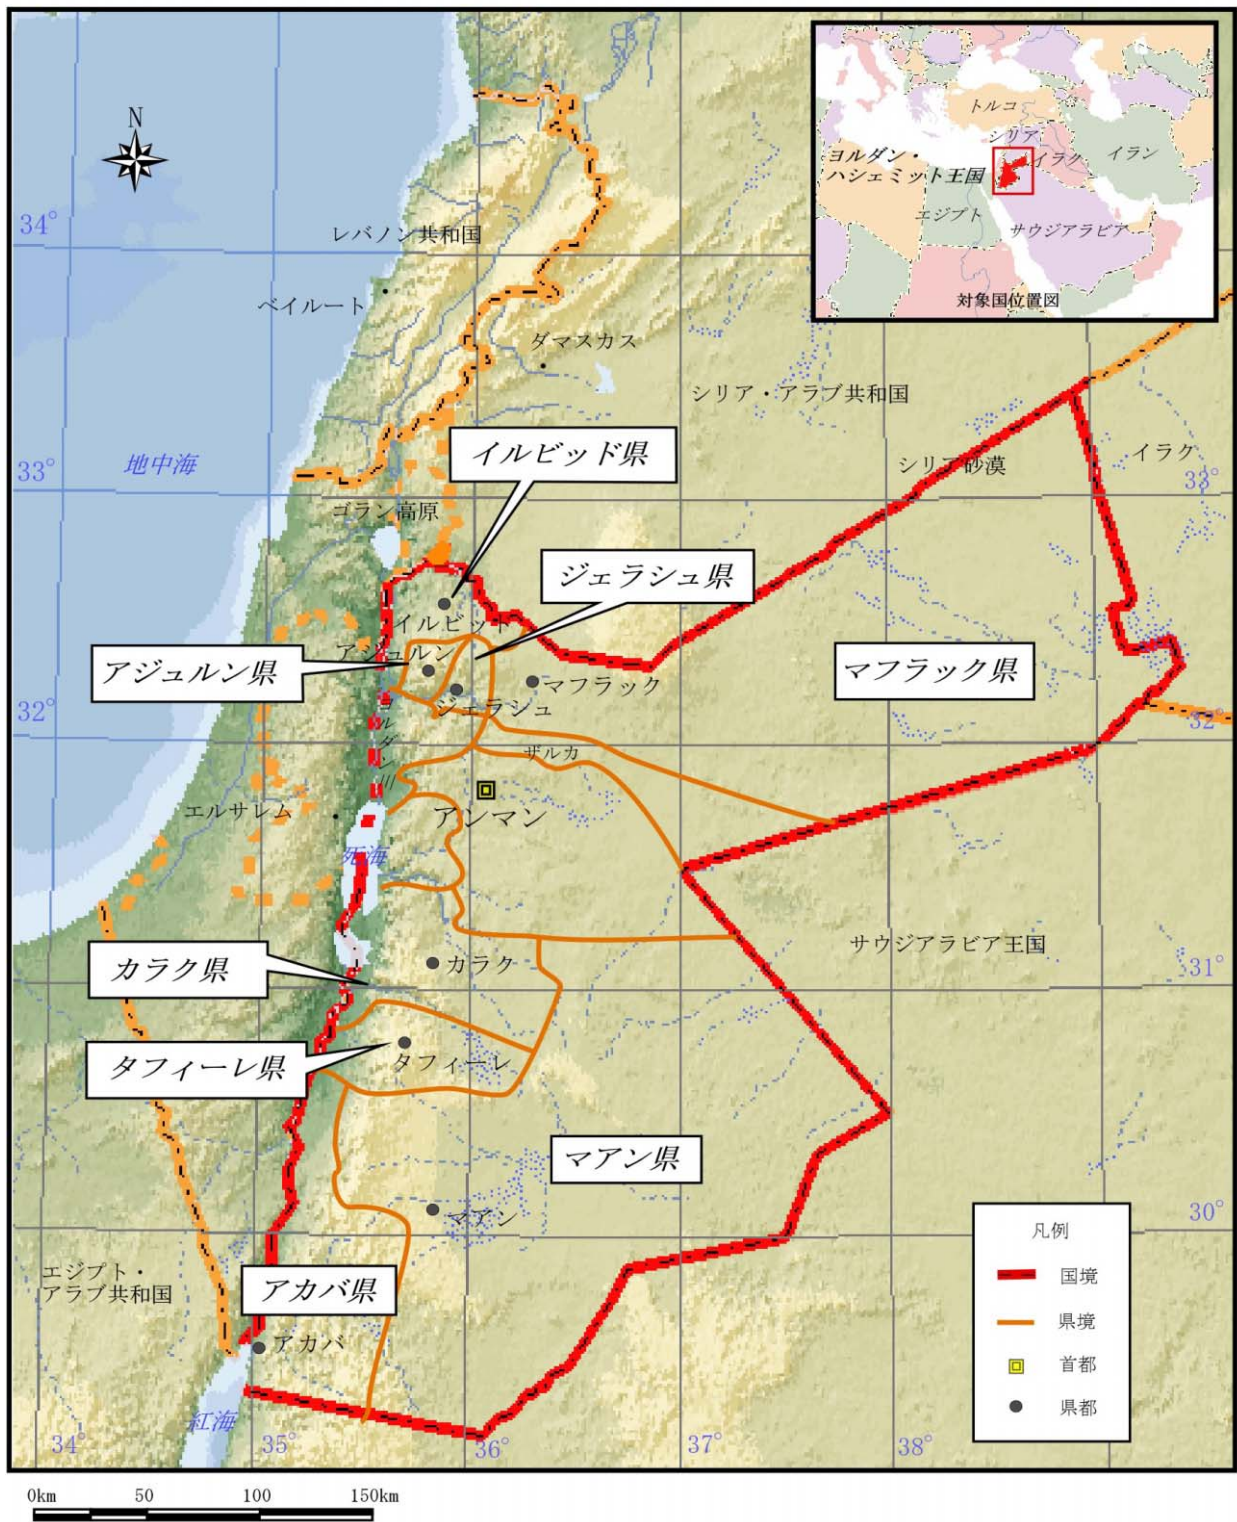 N
トルコ
シリア
イラン
イラク
ヨルダン・
ハシェミット王国
エジプト
サウジアラビア
対象国位置図
34°
レバノン共和国
ベイルート
ダマスカス
シリア・アラブ共和国
イルビッド県
シリア砂漠
イラク
33°
地中海
33°
ゴラン高原
ジェラシュ県
イルビット
アジュルン
アジュルン県
マフラック県
マフラック
ジェラシュ
ヨルダン川
32°
32°
ザルカ
エルサレム
アンマン
死海
サウジアラビア王国
カラク県
カラク
31°
タフィーレ県
タフィーレ
マアン県
マアン
30°
エジプト・
アラブ共和国
アカバ県
アカバ
紅海
凡例
国境
県境
首都
県都
34°
35°
36°
37°
38°
0km
50
100
150km